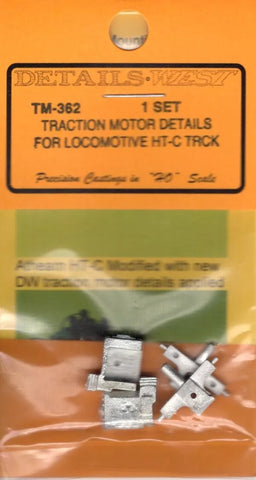 Mount
DETAILS WEST
TM-362 1 SET
TRACTION MOTOR DETAILS
FOR LOCOMOTIVE HT-C TRCK
Precision Castings in "HO" Scale
Athearn HT-C Modified with new
DW traction motor details applied